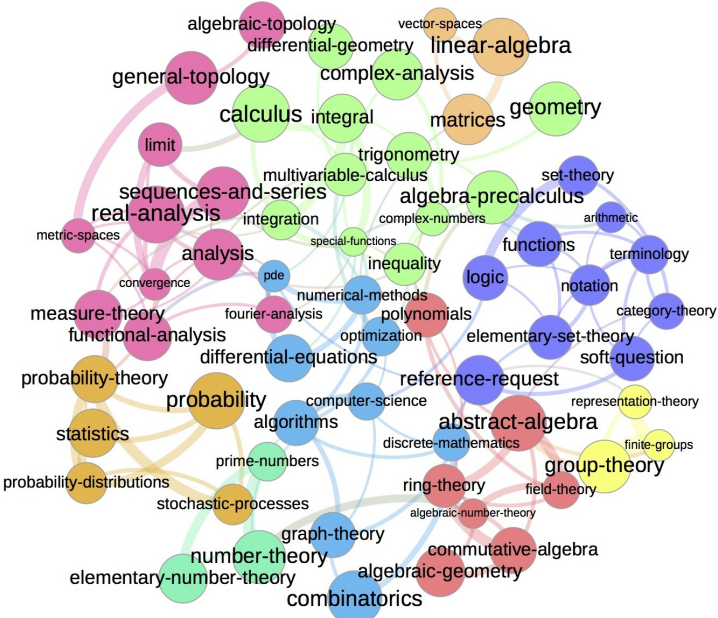 algebraic-topology
vector-spaces
differential-geometry
linear-algebra
general-topology
complex-analysis
calculus
integral
matrices
geometry
limit
trigonometry
multivariable-calculus
set-theory
sequences-and-series
algebra-precalculus
real-analysis
integration
complex-numbers
arithmetic
metric-spaces
special-functions
functions
analysis
terminology
inequality
pde
logic
notation
convergence
numerical-methods
measure-theory
fourier-analysis
polynomials
category-theory
functional-analysis
optimization
elementary-set-theory
differential-equations
soft-question
probability-theory
reference-request
probability
computer-science
representation-theory
algorithms
abstract-algebra
statistics
discrete-mathematics
finite-groups
prime-numbers
group-theory
probability-distributions
ring-theory
field-theory
stochastic-processes
algebraic-number-theory
graph-theory
number-theory
commutative-algebra
elementary-number-theory
algebraic-geometry
combinatorics